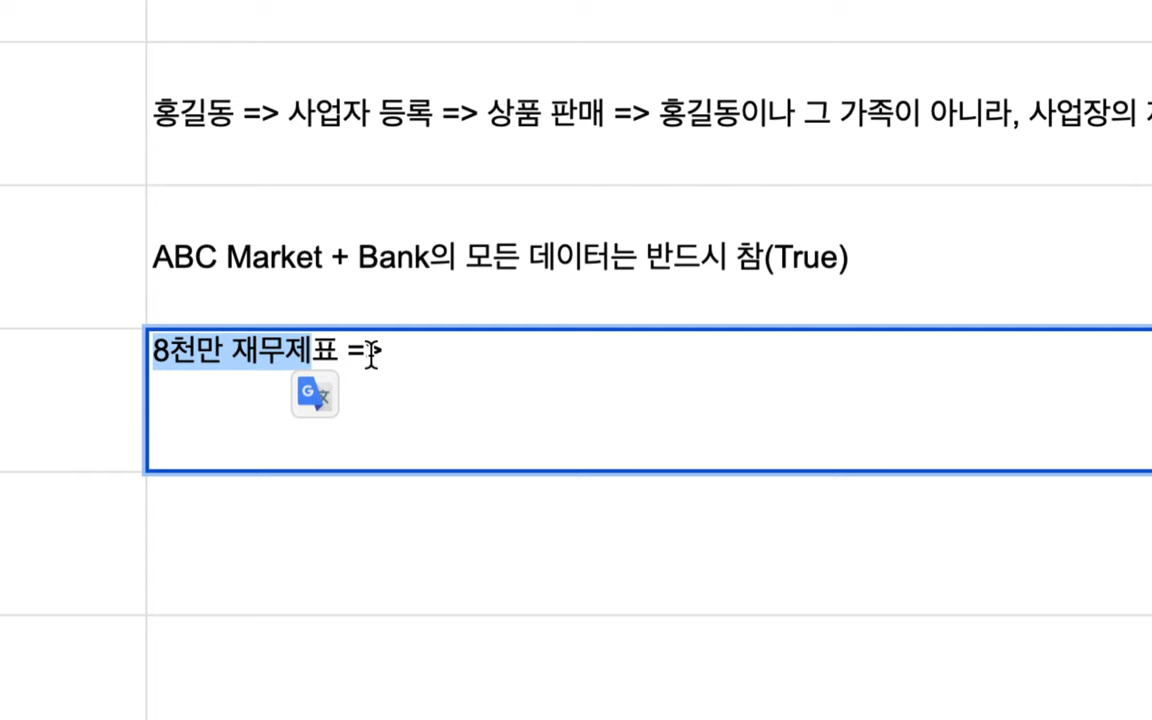 홍길동 => 사업자 등록 => 상품 판매 => 홍길동이나 그 가족이 아니라, 사업장의
ABC Market + Bank의 모든 데이터는 반드시 참(True)
8천만 재무제표 =>